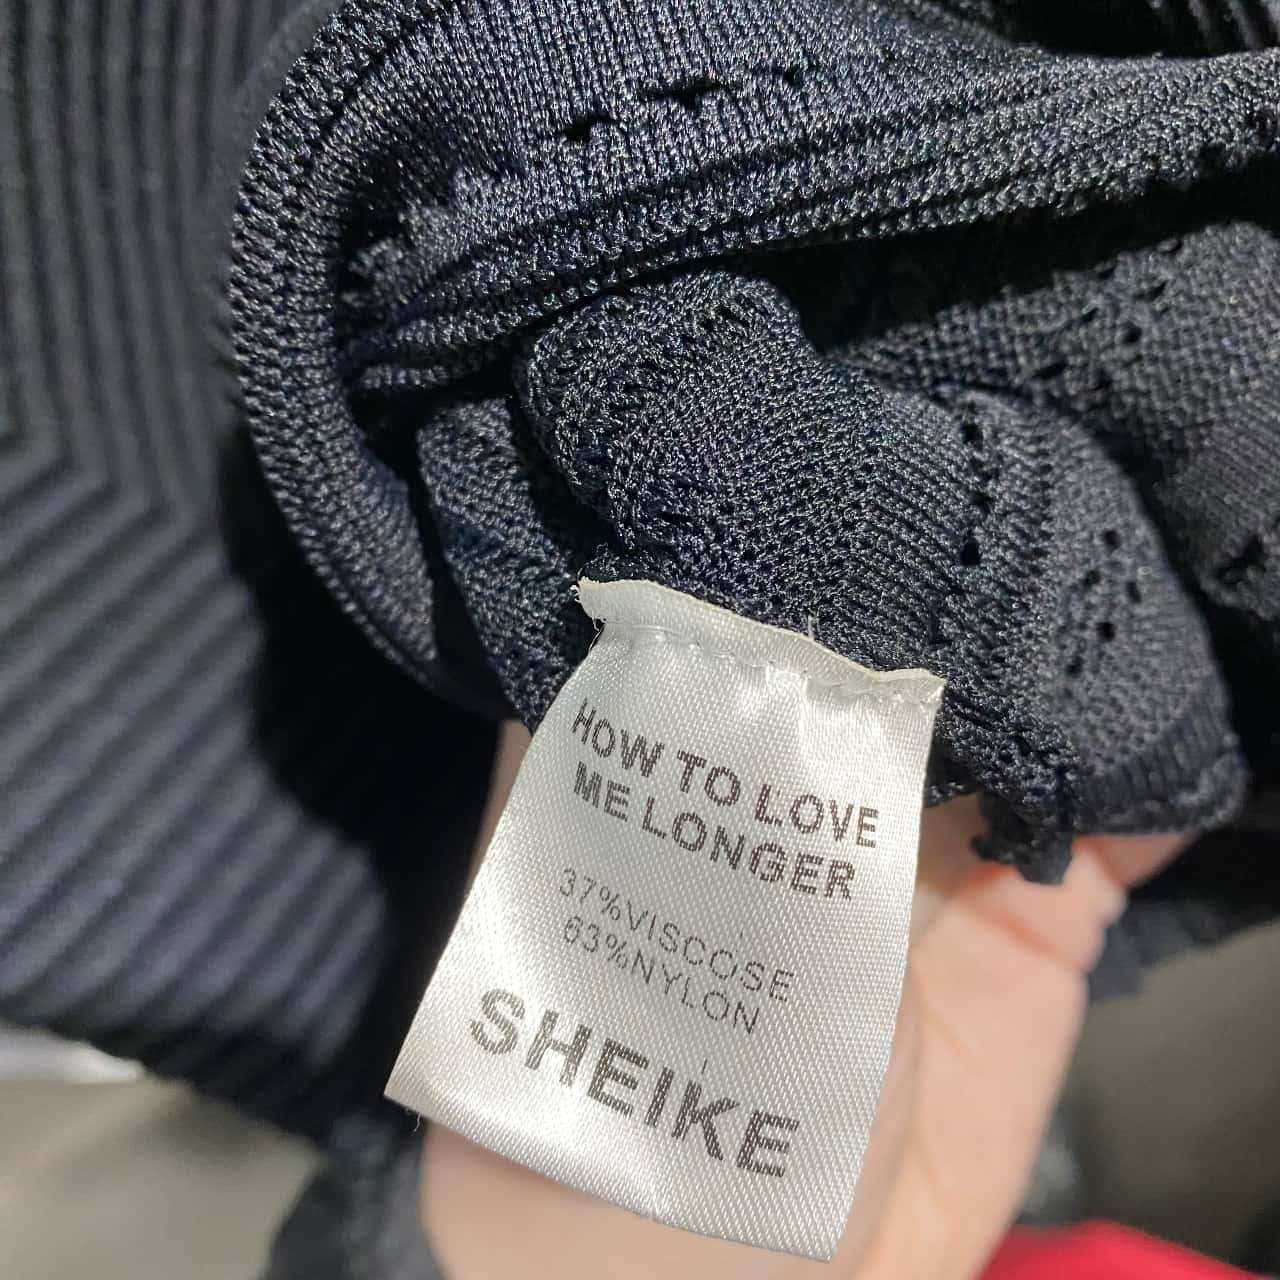 HOW TO LOVE
ME LONGER
37%VISCOSE
63%NYLON
SHEIKE